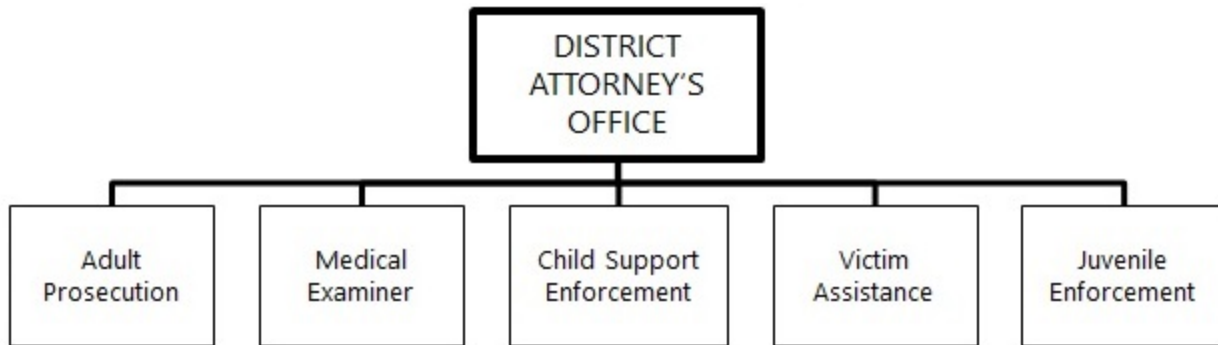 DISTRICT
ATTORNEY’S
OFFICE
Adult
Prosecution
Medical
Examiner
Child Support
Enforcement
Victim
Assistance
Juvenile
Enforcement